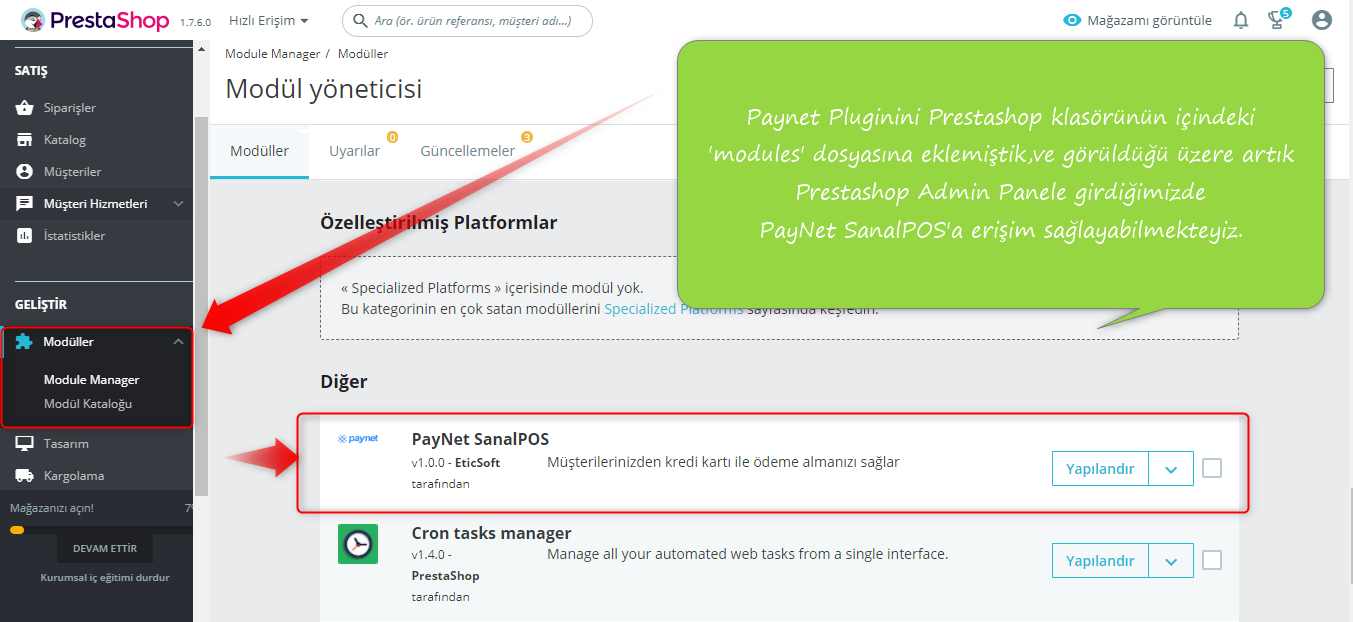 PrestaShop 1.7.6.0
Hızlı Erişim
Ara (ör. ürün referansı, müşteri adı...)
Mağazamı görüntüle
5
SATIŞ
Siparişler
Katalog
Müşteriler
Müşteri Hizmetleri
İstatistikler
GELİŞTİR
Modüller
Module Manager
Modül Kataloğu
Tasarım
Kargolama
Mağazanızı açın! 7
DEVAM ETTİR
Kurumsal iç eğitimi durdur
Module Manager / Modüller
Modül yöneticisi
Modüller
Uyarılar 0
Güncellemeler 3
Paynet Pluginini Prestashop klasörünün içindeki
'modules' dosyasına eklemiştik,ve görüldüğü üzere artık
Prestashop Admin Panele girdiğimizde
PayNet SanalPOS'a erişim sağlayabilmekteyiz.
Özelleştirilmiş Platformlar
« Specialized Platforms » içerisinde modül yok.
Bu kategorinin en çok satan modüllerini Specialized Platforms sayfasında keşfedin.
Diğer
paynet
PayNet SanalPOS
v1.0.0 - EticSoft
tarafından
Müşterilerinizden kredi kartı ile ödeme almanızı sağlar
Yapılandır
Cron tasks manager
v1.4.0 -
PrestaShop
tarafından
Manage all your automated web tasks from a single interface.
Yapılandır